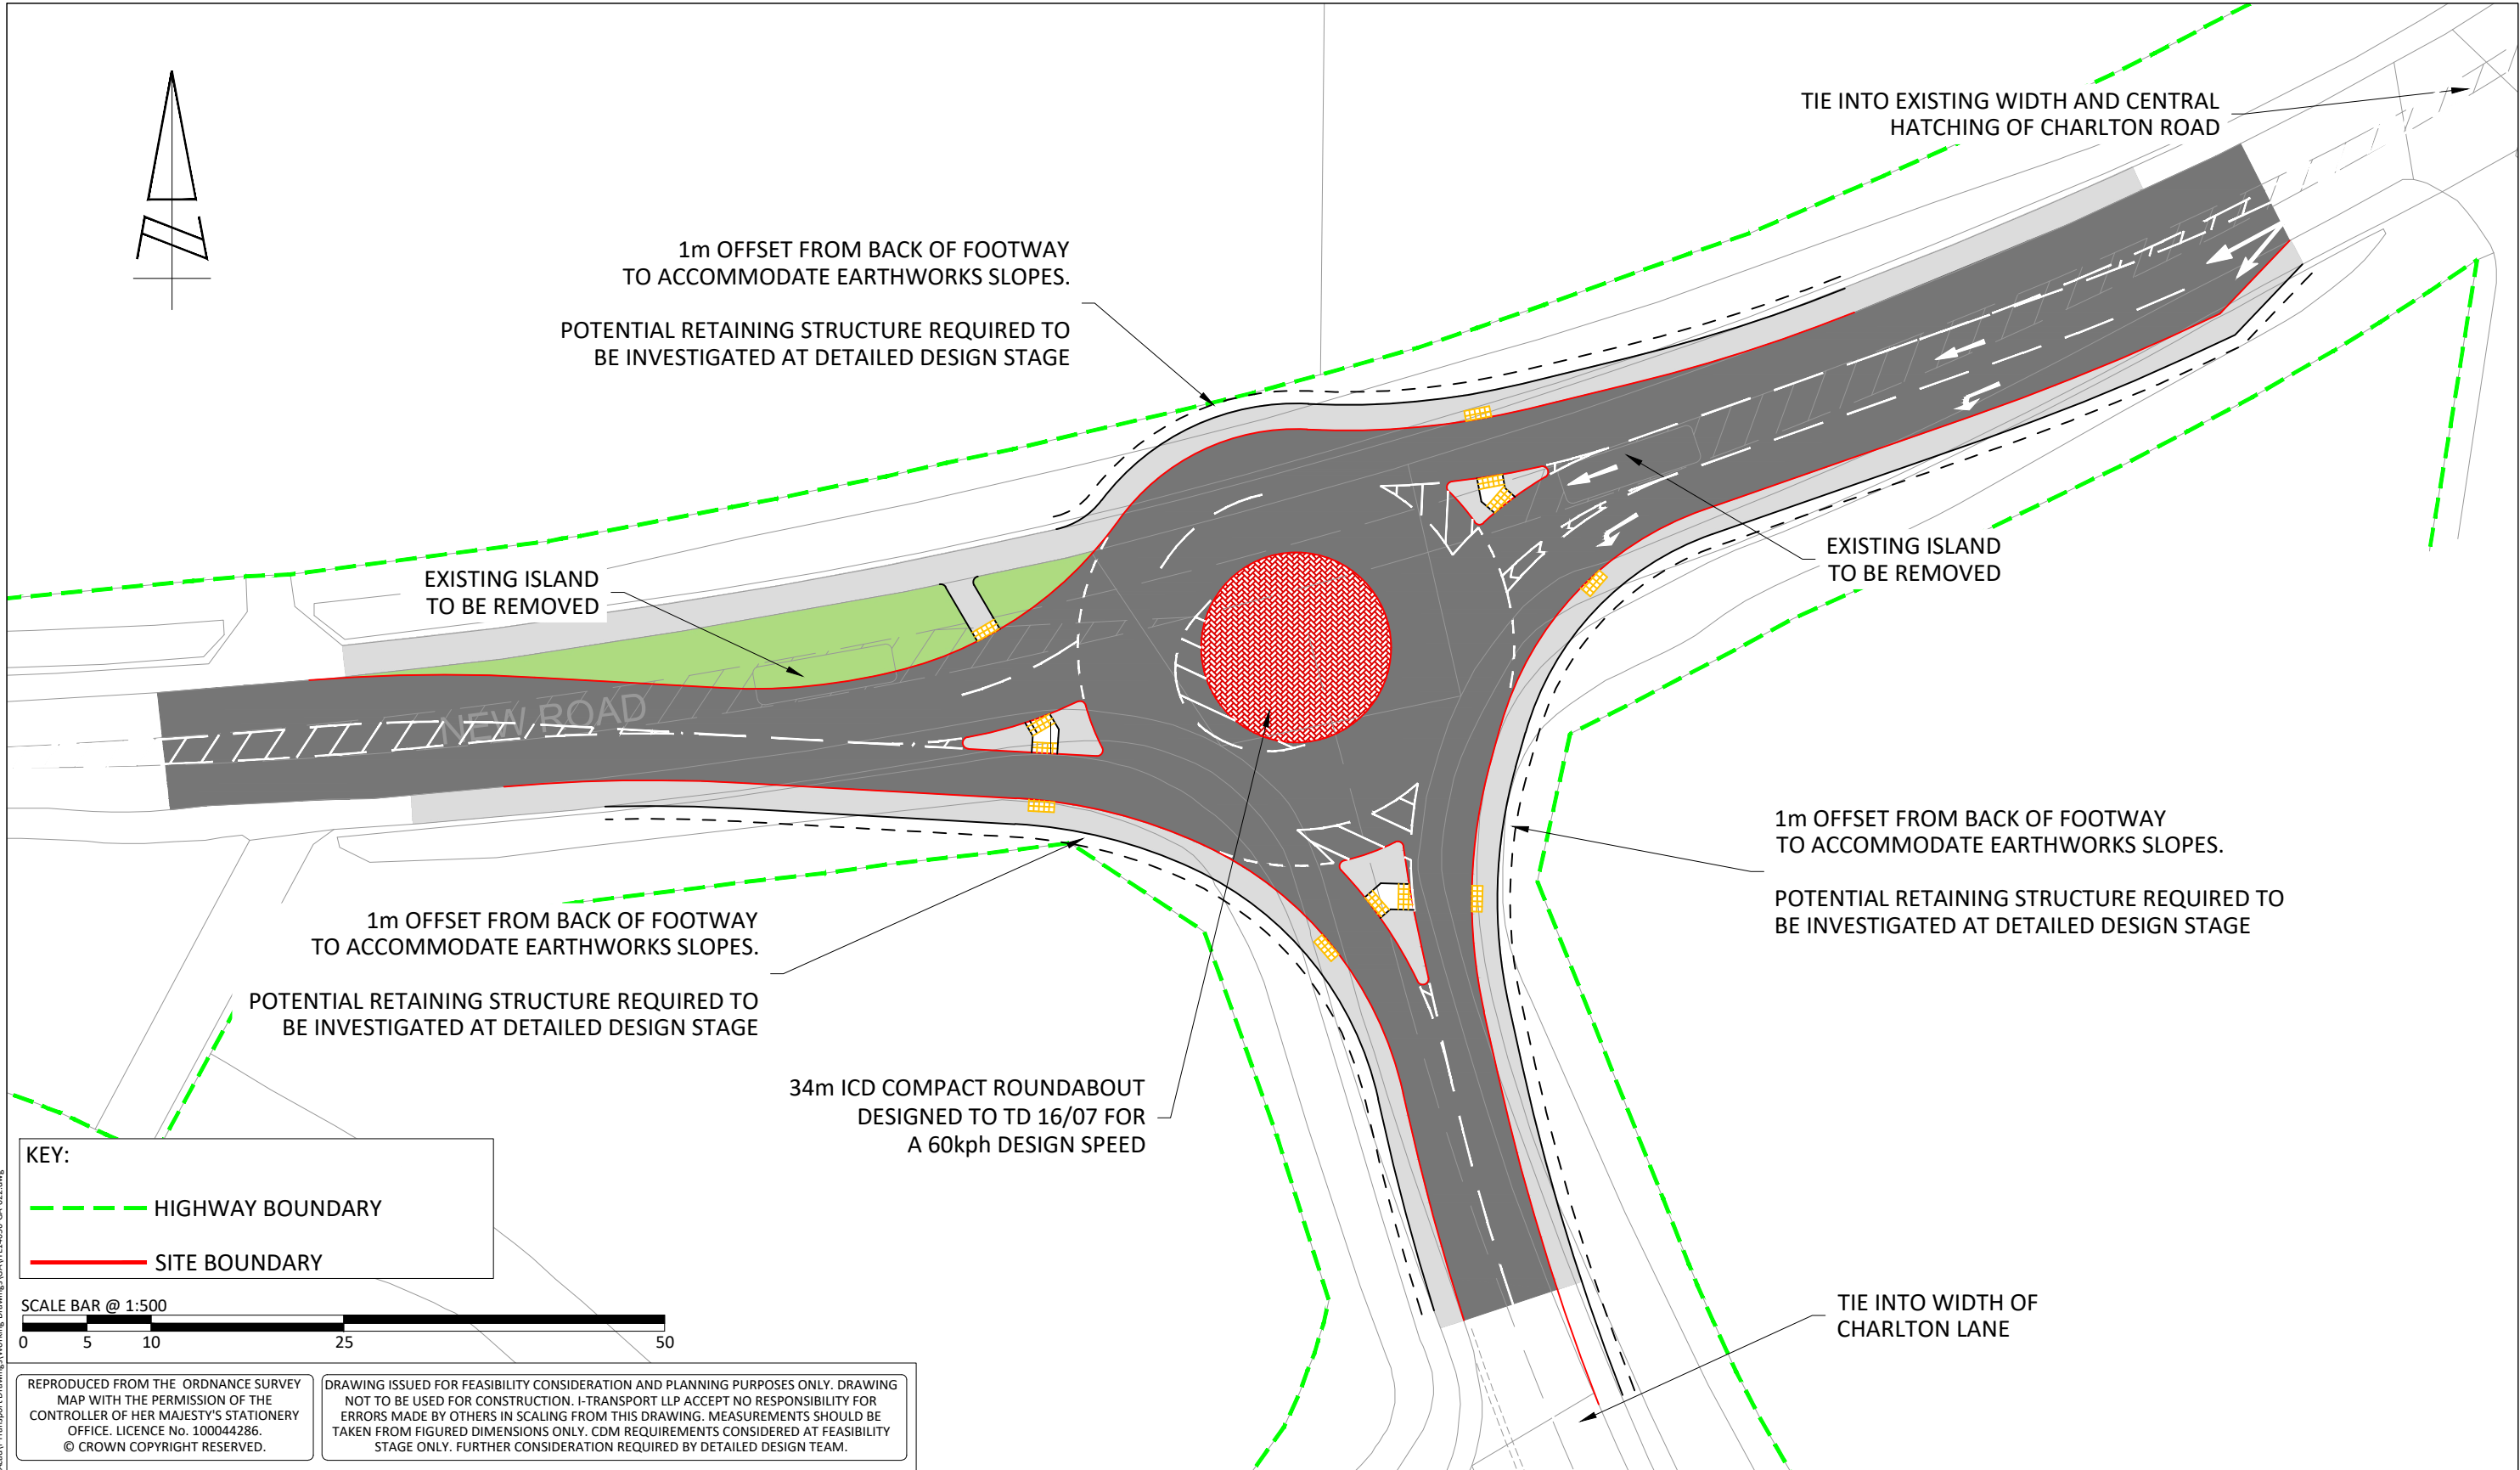 TIE INTO EXISTING WIDTH AND CENTRAL
HATCHING OF CHARLTON ROAD
1m OFFSET FROM BACK OF FOOTWAY
TO ACCOMMODATE EARTHWORKS SLOPES.
POTENTIAL RETAINING STRUCTURE REQUIRED TO
BE INVESTIGATED AT DETAILED DESIGN STAGE
EXISTING ISLAND
TO BE REMOVED
EXISTING ISLAND
TO BE REMOVED
NEW ROAD
1m OFFSET FROM BACK OF FOOTWAY
TO ACCOMMODATE EARTHWORKS SLOPES.
POTENTIAL RETAINING STRUCTURE REQUIRED TO
BE INVESTIGATED AT DETAILED DESIGN STAGE
1m OFFSET FROM BACK OF FOOTWAY
TO ACCOMMODATE EARTHWORKS SLOPES.
POTENTIAL RETAINING STRUCTURE REQUIRED TO
BE INVESTIGATED AT DETAILED DESIGN STAGE
34m ICD COMPACT ROUNDABOUT
DESIGNED TO TD 16/07 FOR
A 60kph DESIGN SPEED
KEY:
HIGHWAY BOUNDARY
SITE BOUNDARY
TIE INTO WIDTH OF
CHARLTON LANE
SCALE BAR @ 1:500
0 5 10 25 50
REPRODUCED FROM THE ORDNANCE SURVEY
MAP WITH THE PERMISSION OF THE
CONTROLLER OF HER MAJESTY'S STATIONERY
OFFICE. LICENCE No. 100044286.
© CROWN COPYRIGHT RESERVED.
DRAWING ISSUED FOR FEASIBILITY CONSIDERATION AND PLANNING PURPOSES ONLY. DRAWING
NOT TO BE USED FOR CONSTRUCTION. I-TRANSPORT LLP ACCEPT NO RESPONSIBILITY FOR
ERRORS MADE BY OTHERS IN SCALING FROM THIS DRAWING. MEASUREMENTS SHOULD BE
TAKEN FROM FIGURED DIMENSIONS ONLY. CDM REQUIREMENTS CONSIDERED AT FEASIBILITY
STAGE ONLY. FURTHER CONSIDERATION REQUIRED BY DETAILED DESIGN TEAM.